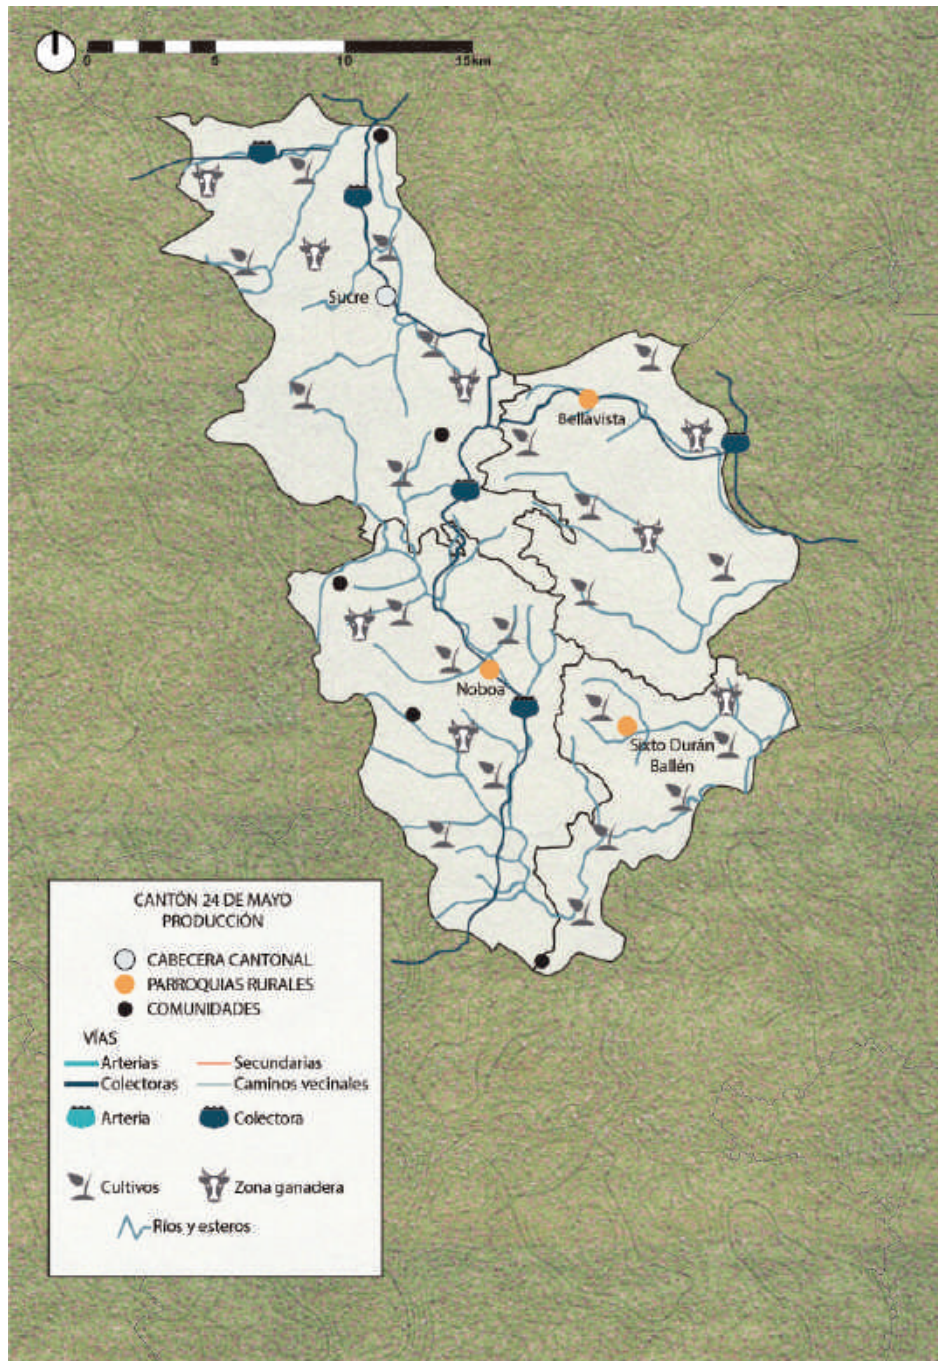 0 5 10 15km
Sucre
Bellavista
Noboa
Sixto Durán
Ballén
CANTÓN 24 DE MAYO
PRODUCCIÓN
CABECERA CANTONAL
PARROQUIAS RURALES
COMUNIDADES
VÍAS
Arterias
Secundarias
Colectoras
Caminos vecinales
Arteria
Colectora
Cultivos
Zona ganadera
Ríos y esteros